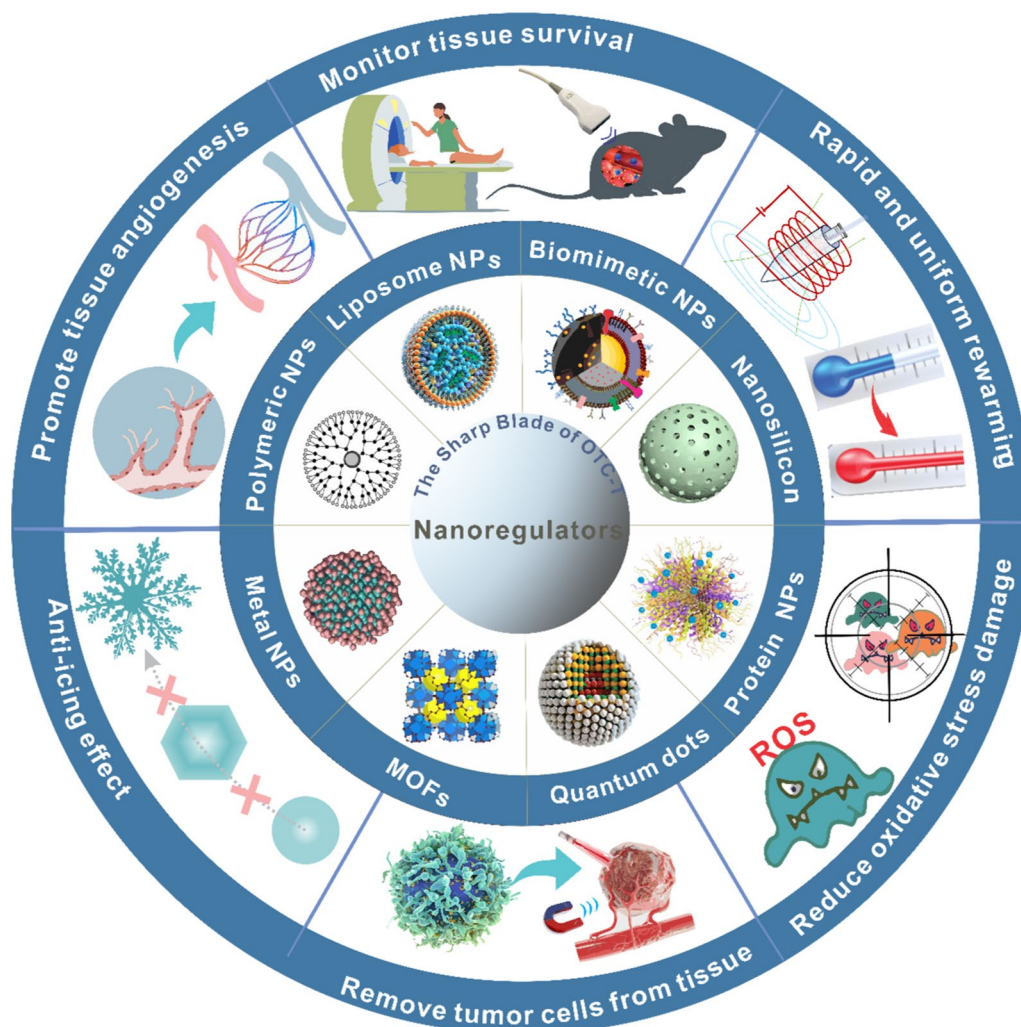 Monitor tissue survival
Rapid and uniform rewarming
Reduce oxidative stress damage
Remove tumor cells from tissue
Anti-icing effect
Promote tissue angiogenesis
Liposome NPs
Biomimetic NPs
Nanosilicon
Protein NPs
Quantum dots
MOFs
Metal NPs
Polymeric NPs
The Sharp Blade of OTC-T
Nanoregulators
ROS